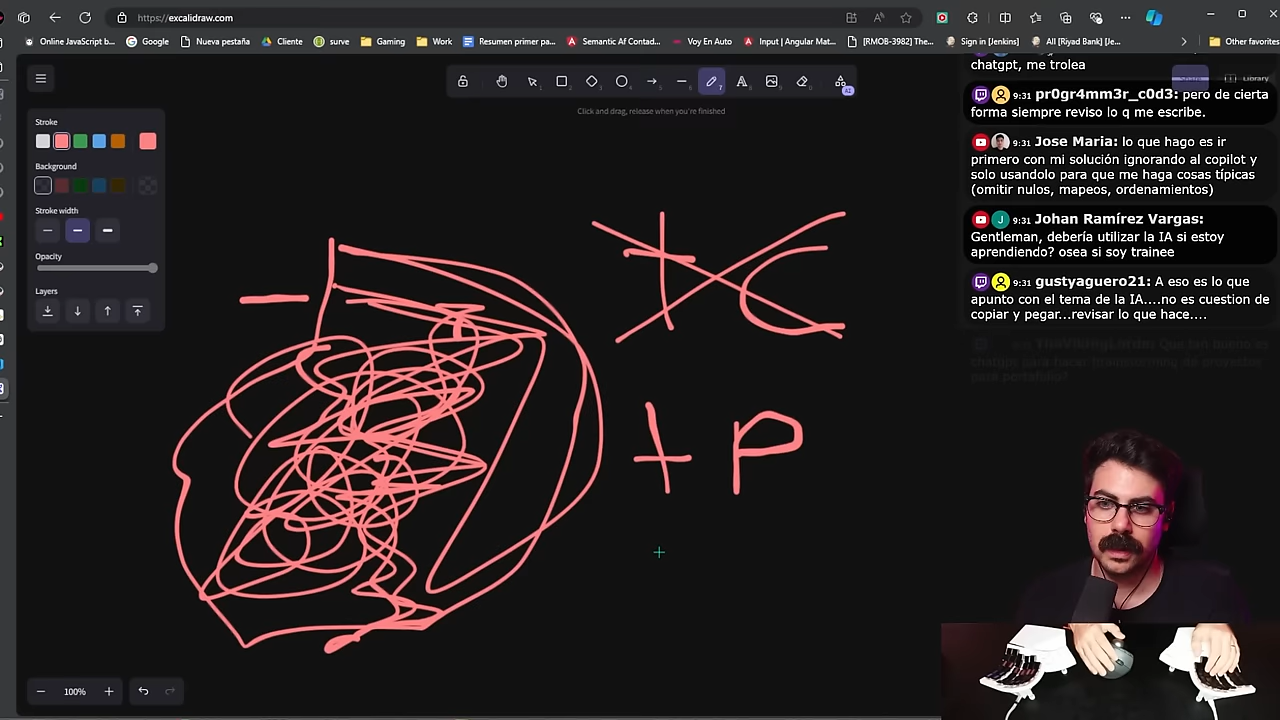 https://excalidraw.com
Online JavaScript b...
Google
Nueva pestaña
Cliente
surve
Gaming
Work
Resumen primer pa...
Semantic Af Contad...
Voy En Auto
Input | Angular Mat...
[RMOB-3982] [The...
Sign in [Jenkins]
All [Riyad Bank] [Je...
Other favorites
Share
Library
Click and drag, release when you're finished
Stroke
Background
Stroke width
Opacity
Layers
100%
+ C
+ P
chatgpt, me trolea
9:31 pr0gr4mm3r_c0d3: pero de cierta
forma siempre reviso lo q me escribe.
9:31 Jose Maria: lo que hago es ir
primero con mi solución ignorando al copilot y
solo usandolo para que me haga cosas típicas
(omitir nulos, mapeos, ordenamientos)
9:31 Johan Ramírez Vargas:
Gentleman, debería utilizar la IA si estoy
aprendiendo? osea si soy trainee
9:31 gustyaguero21: A eso es lo que
apunto con el tema de la IA....no es cuestion de
copiar y pegar...revisar lo que hace....